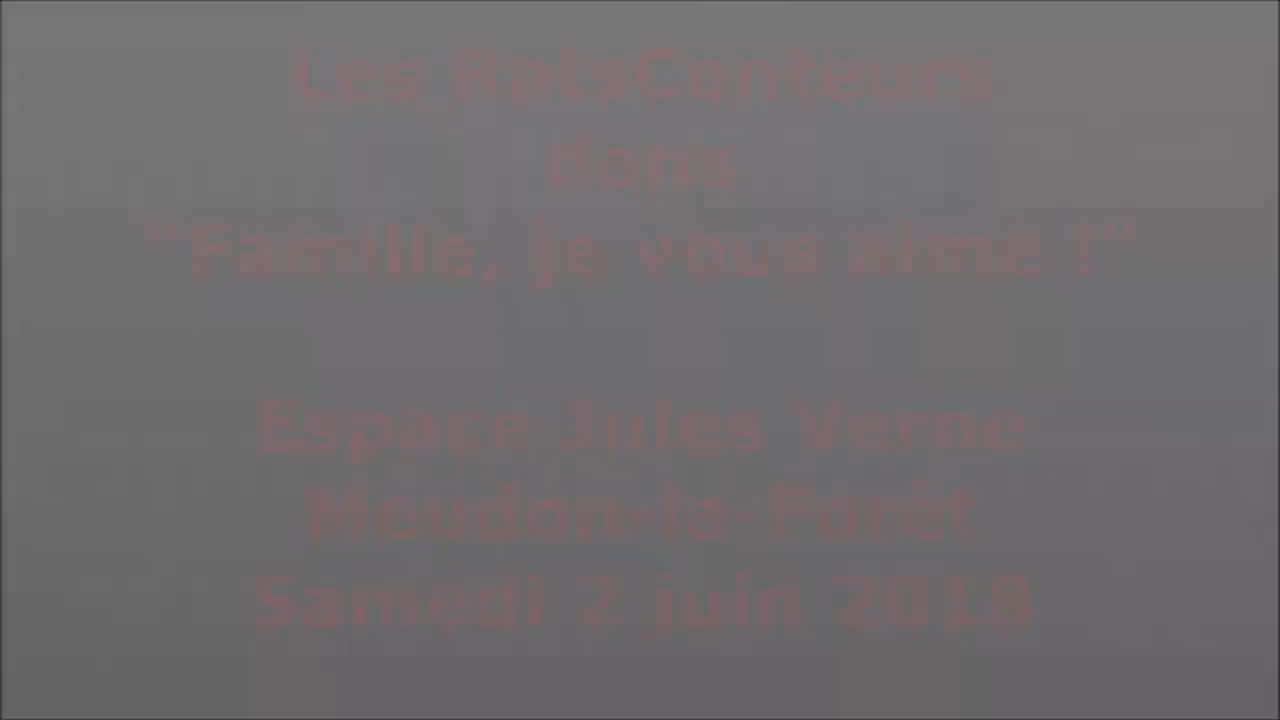 Les RatsConteurs
dans
"Famille, je vous aime !"
Espace Jules Verne
Meudon-la-Forêt
Samedi 2 juin 2018